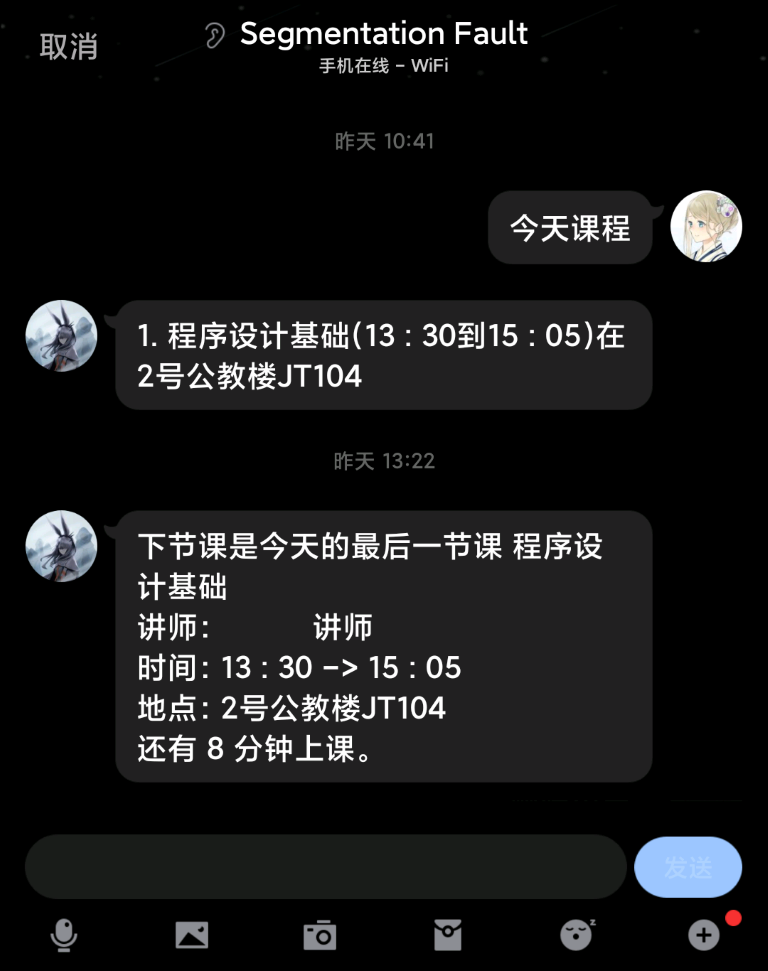 取消
Segmentation Fault
手机在线 – WiFi
昨天 10:41
今天课程
1. 程序设计基础(13 : 30到15 : 05)在
2号公教楼JT104
昨天 13:22
下节课是今天的最后一节课 程序设
计基础
讲师: 讲师
时间: 13 : 30 –> 15 : 05
地点: 2号公教楼JT104
还有 8 分钟上课。
发送